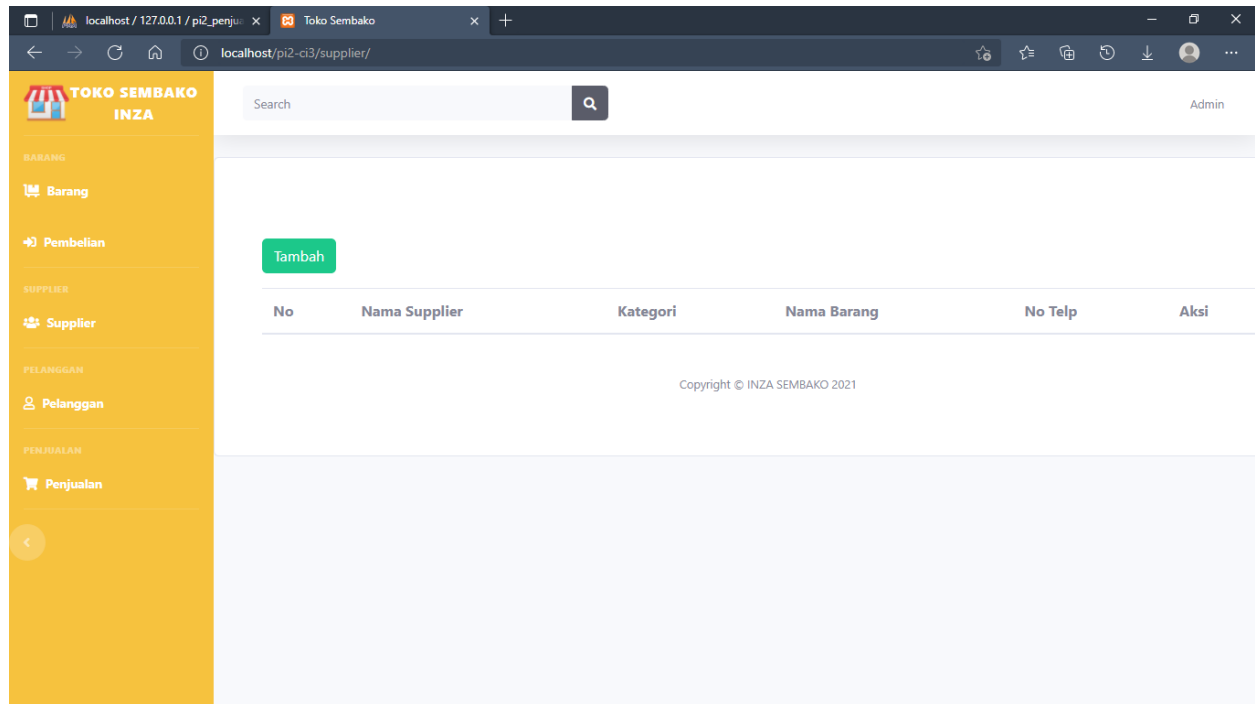 localhost / 127.0.0.1 / pi2_penju
Toko Sembako
localhost/pi2-ci3/supplier/
TOKO SEMBAKO
INZA
Search
Admin
BARANG
Barang
Pembelian
SUPPLIER
Supplier
PELANGGAN
Pelanggan
PENJUALAN
Penjualan
Tambah
No Nama Supplier Kategori Nama Barang No Telp Aksi
Copyright © INZA SEMBAKO 2021